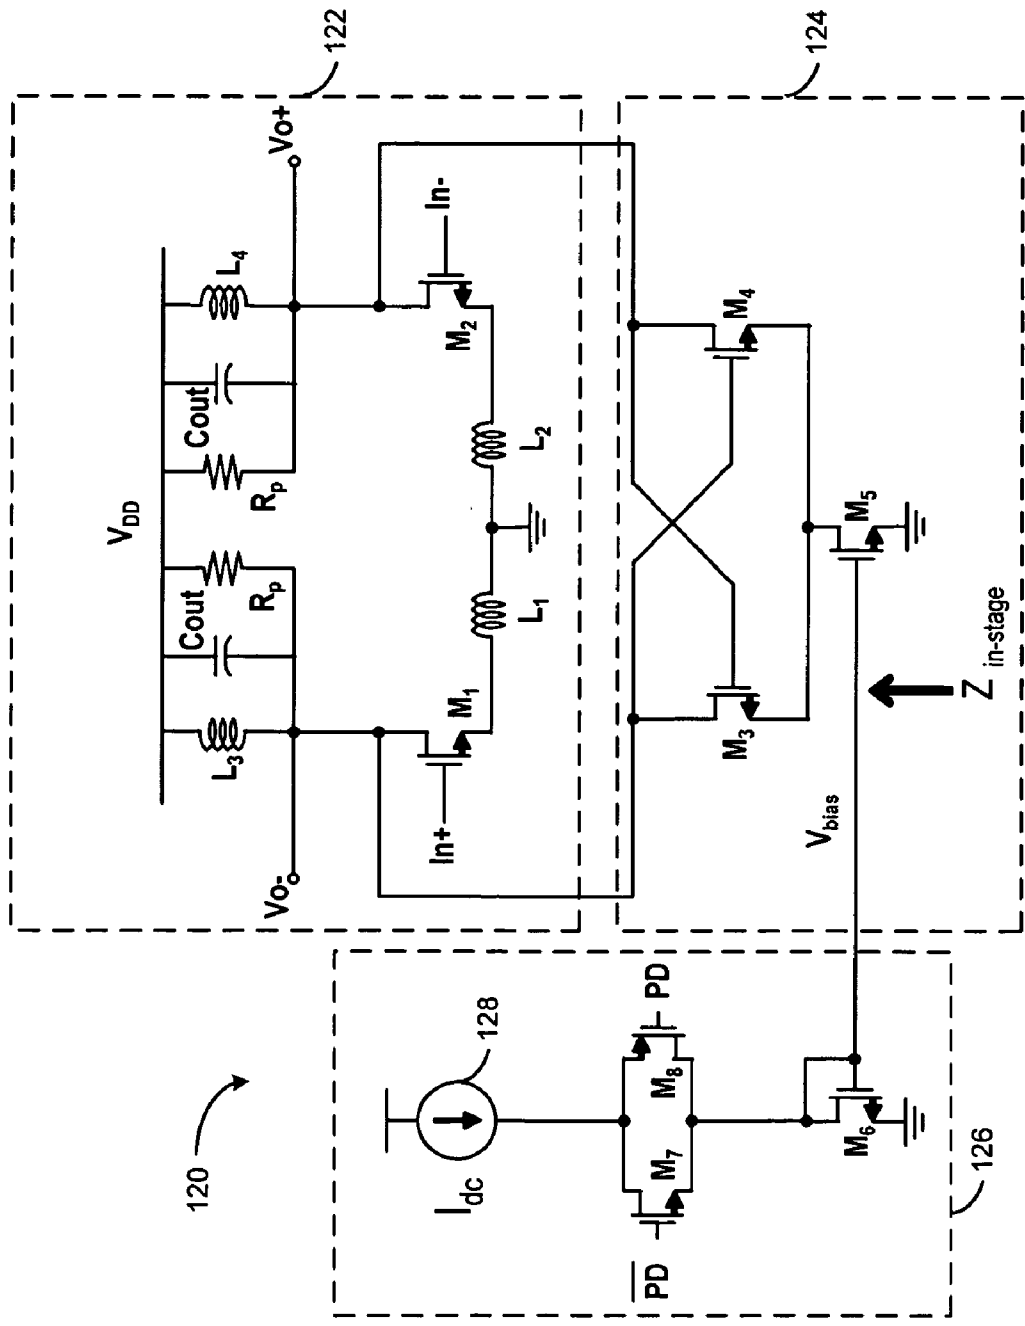 122
124
Vo+
In-
L4
Cout
Rp
VDD
M2
L2
Cout
Rp
L1
L3
M1
Vo-
In+
M4
M3
M5
Z in-stage
Vbias
128
PD
M8
M7
M6
Idc
PD
120
126